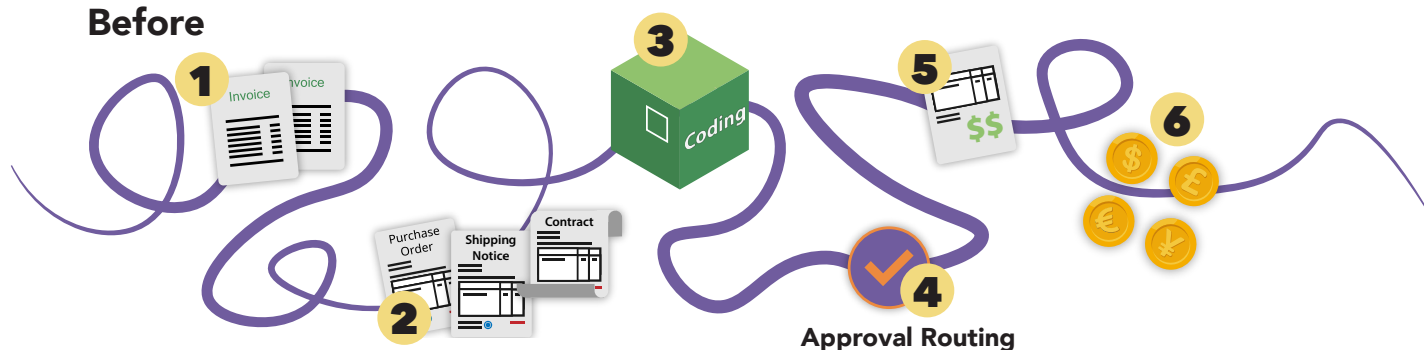 Before
1
Invoice
nvoice
2
Purchase
Order
Shipping
Notice
Contract
3
Coding
4
Approval Routing
5
$$
6
$
£
€
¥